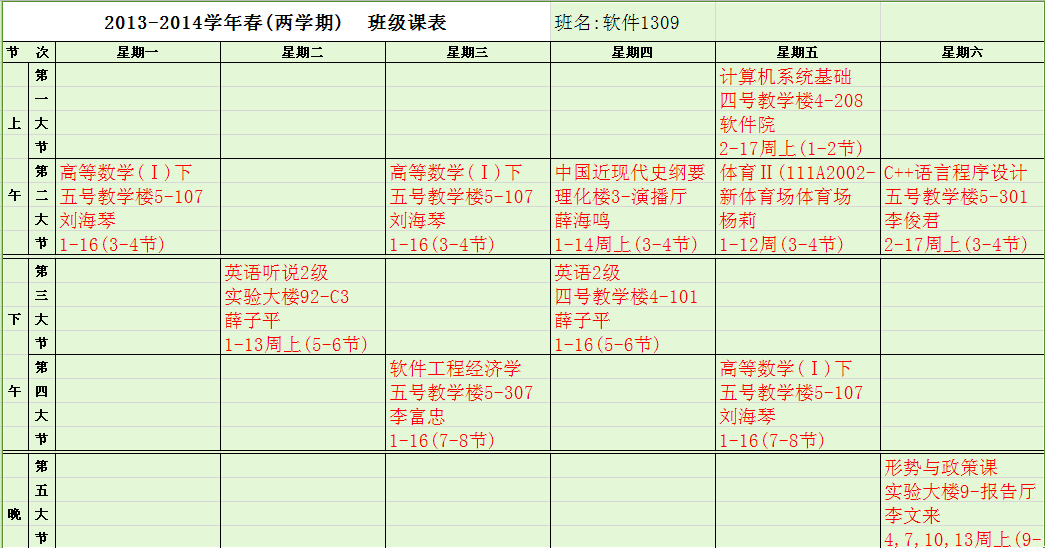 2013-2014学年春(两学期) 班级课表 班名:软件1309
节 次 星期一 星期二 星期三 星期四 星期五 星期六
上午
第一大节
计算机系统基础
四号教学楼4-208
软件院
2-17周上(1-2节)
第二大节
高等数学(Ⅰ)下
五号教学楼5-107
刘海琴
1-16(3-4节)
高等数学(Ⅰ)下
五号教学楼5-107
刘海琴
1-16(3-4节)
中国近现代史纲要
理化楼3-演播厅
薛海鸣
1-14周上(3-4节)
体育Ⅱ(111A2002-
新体育场体育场
杨莉
1-12周(3-4节)
C++语言程序设计
五号教学楼5-301
李俊君
2-17周上(3-4节)
下午
第三大节
英语听说2级
实验大楼92-C3
薛子平
1-13周上(5-6节)
英语2级
四号教学楼4-101
薛子平
1-16(5-6节)
第四大节
软件工程经济学
五号教学楼5-307
李富忠
1-16(7-8节)
高等数学(Ⅰ)下
五号教学楼5-107
刘海琴
1-16(7-8节)
晚
第五大节
形势与政策课
实验大楼9-报告厅
李文来
4,7,10,13周上(9-